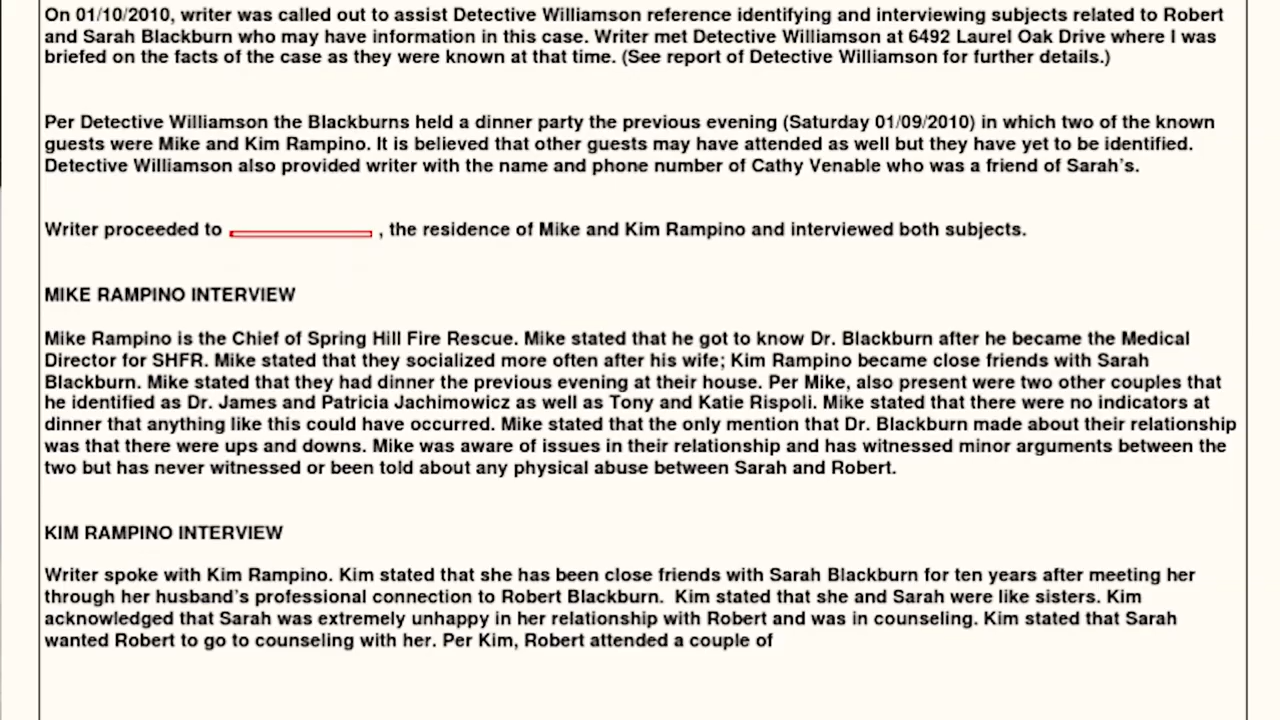 On 01/10/2010, writer was called out to assist Detective Williamson reference identifying and interviewing subjects related to Robert
and Sarah Blackburn who may have information in this case. Writer met Detective Williamson at 6492 Laurel Oak Drive where I was
briefed on the facts of the case as they were known at that time. (See report of Detective Williamson for further details.)
Per Detective Williamson the Blackburns held a dinner party the previous evening (Saturday 01/09/2010) in which two of the known
guests were Mike and Kim Rampino. It is believed that other guests may have attended as well but they have yet to be identified.
Detective Williamson also provided writer with the name and phone number of Cathy Venable who was a friend of Sarah's.
Writer proceeded to , the residence of Mike and Kim Rampino and interviewed both subjects.
MIKE RAMPINO INTERVIEW
Mike Rampino is the Chief of Spring Hill Fire Rescue. Mike stated that he got to know Dr. Blackburn after he became the Medical
Director for SHFR. Mike stated that they socialized more often after his wife; Kim Rampino became close friends with Sarah
Blackburn. Mike stated that they had dinner the previous evening at their house. Per Mike, also present were two other couples that
he identified as Dr. James and Patricia Jachimowicz as well as Tony and Katie Rispoli. Mike stated that there were no indicators at
dinner that anything like this could have occurred. Mike stated that the only mention that Dr. Blackburn made about their relationship
was that there were ups and downs. Mike was aware of issues in their relationship and has witnessed minor arguments between the
two but has never witnessed or been told about any physical abuse between Sarah and Robert.
KIM RAMPINO INTERVIEW
Writer spoke with Kim Rampino. Kim stated that she has been close friends with Sarah Blackburn for ten years after meeting her
through her husband's professional connection to Robert Blackburn. Kim stated that she and Sarah were like sisters. Kim
acknowledged that Sarah was extremely unhappy in her relationship with Robert and was in counseling. Kim stated that Sarah
wanted Robert to go to counseling with her. Per Kim, Robert attended a couple of